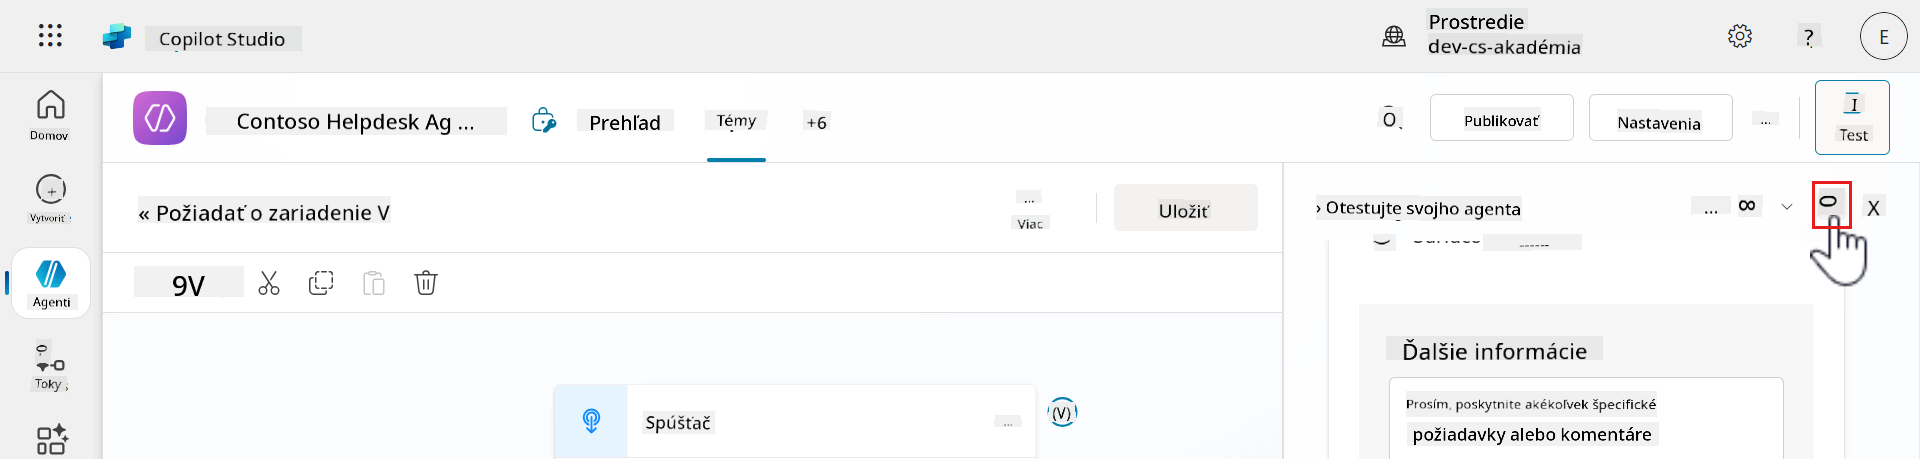 Copilot Studio
Prostredie
dev-cs-akadémia
?
E
Domov
Vytvoriť
Agenti
Toky
Contoso Helpdesk Ag ...
Prehľad
Témy
+6
Publikovať
Nastavenia
...
Test
« Požiadať o zariadenie V
...
Viac
Uložiť
› Otestujte svojho agenta
...
X
9V
Spúšťač
...
(V)
Ďalšie informácie
Prosím, poskytnite akékoľvek špecifické
požiadavky alebo komentáre